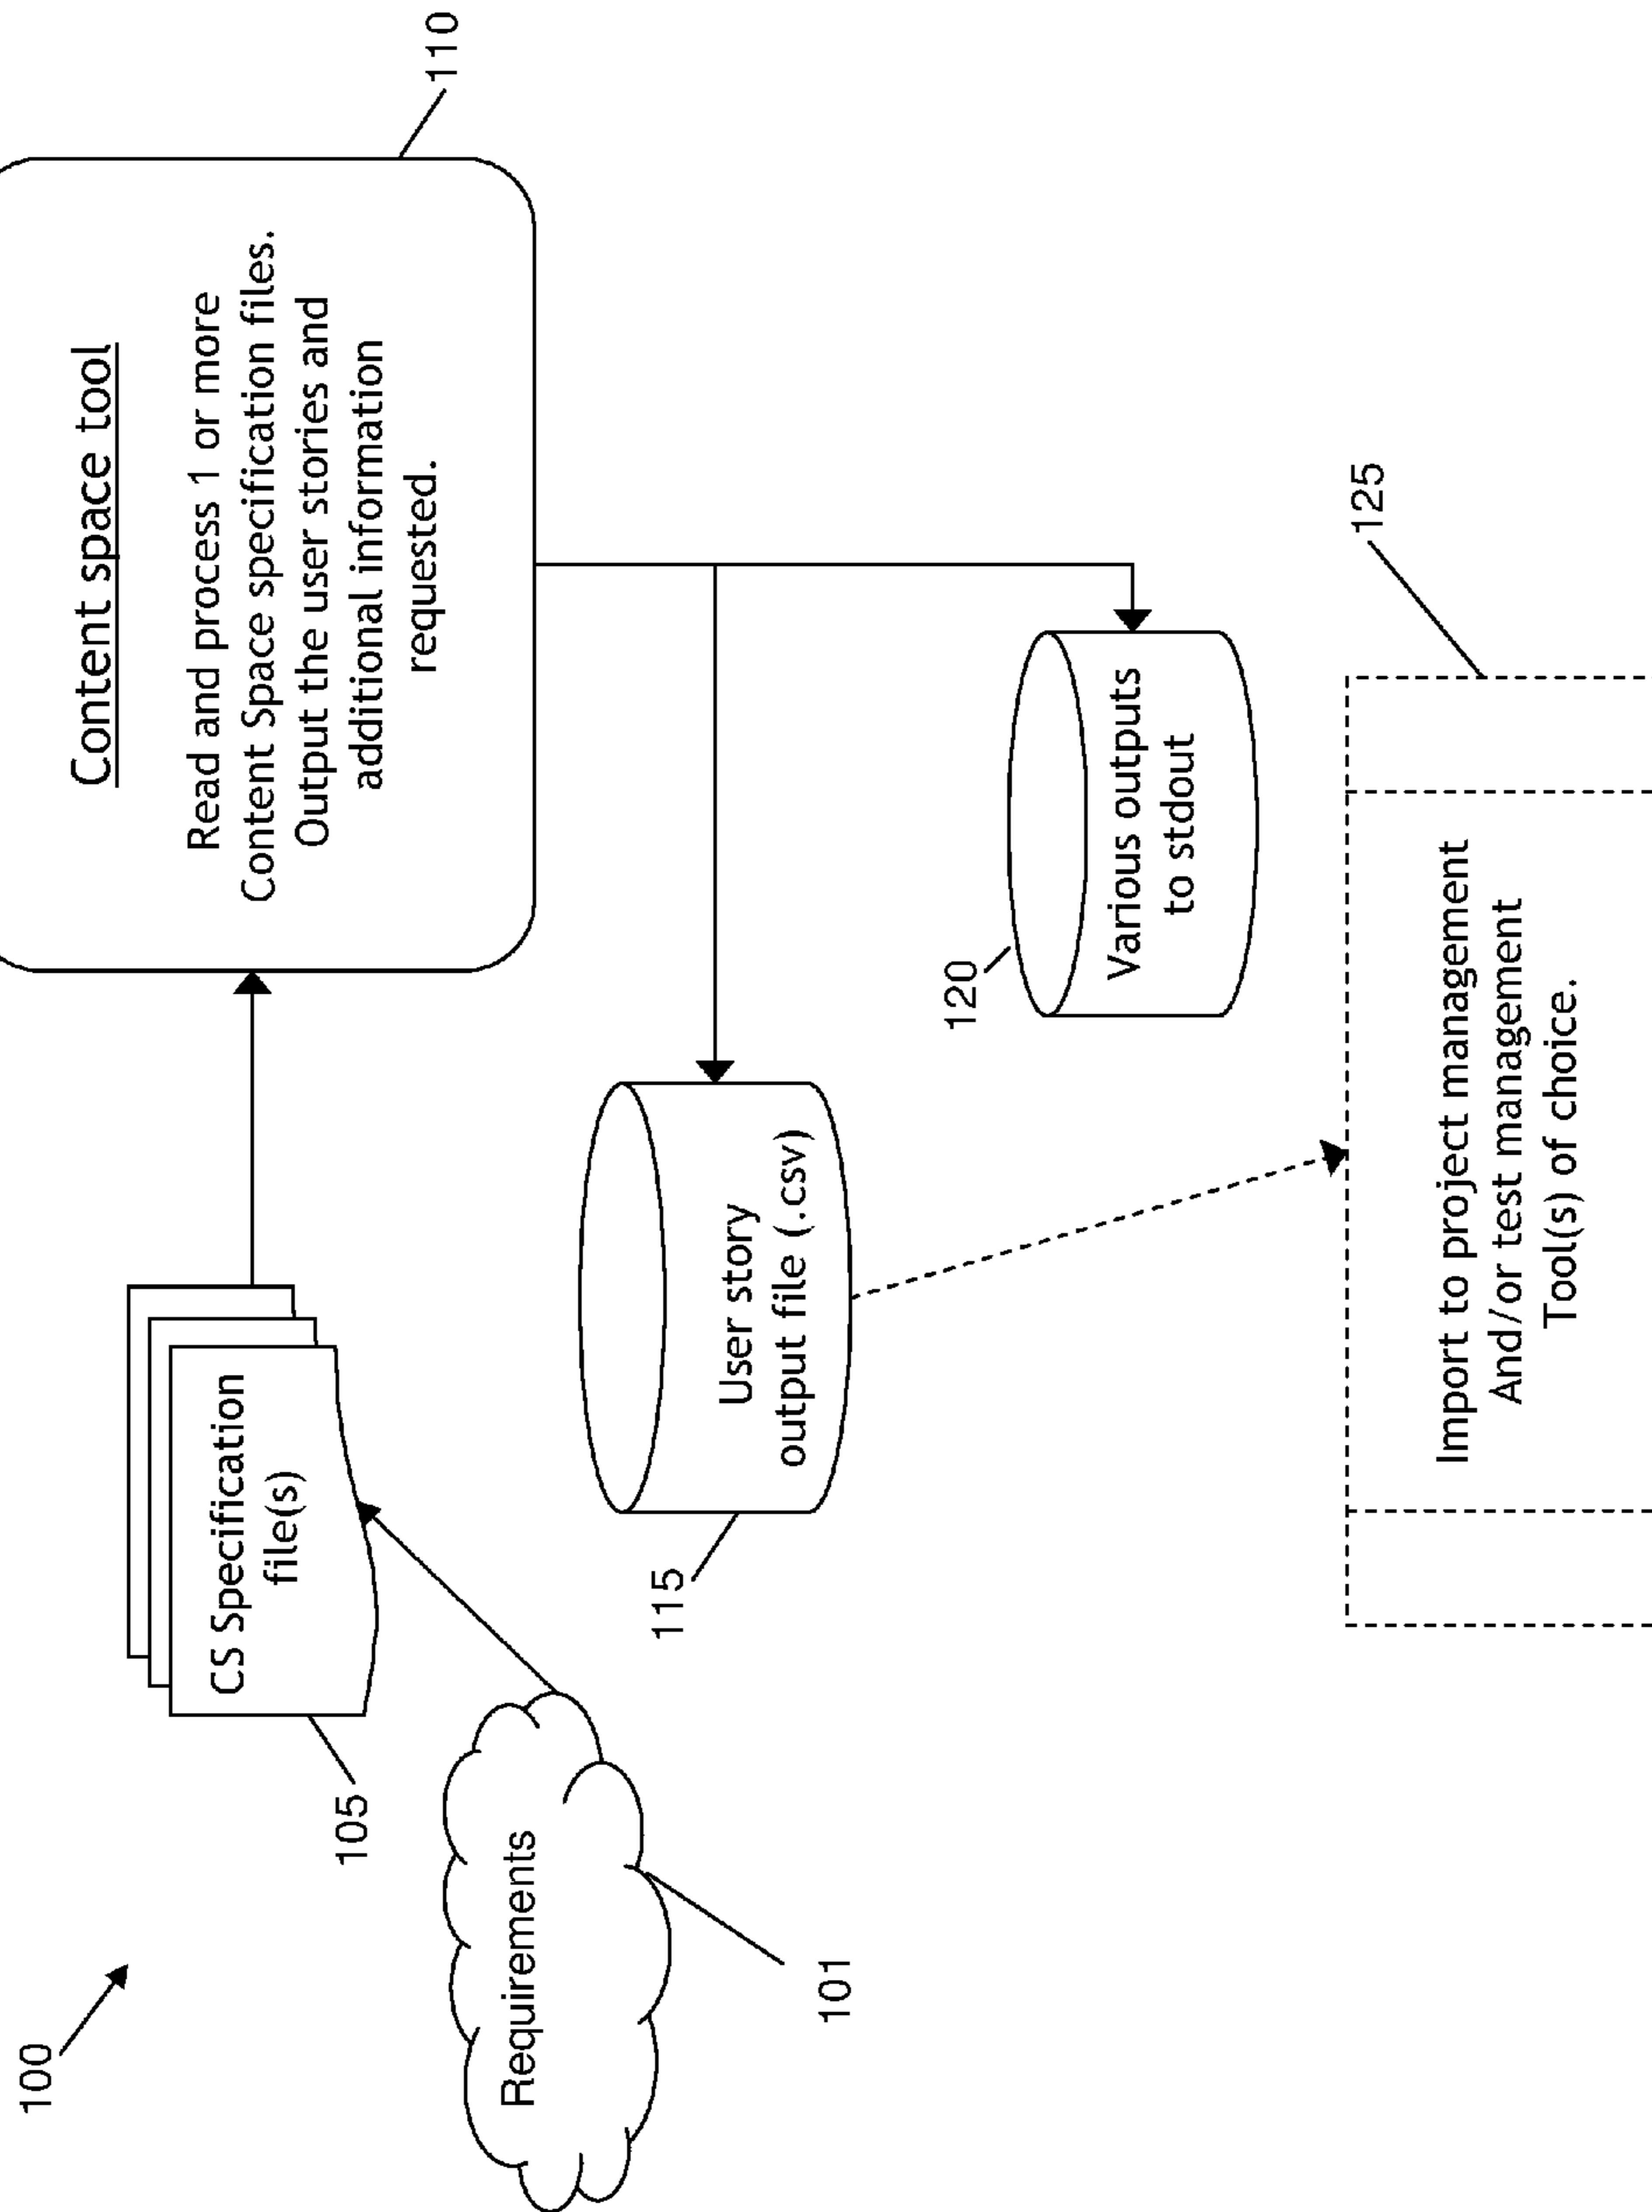 100
Content space tool
Read and process 1 or more
Content Space specification files.
Output the user stories and
additional information
requested.
110
CS Specification
file(s)
105
Requirements
101
User story
output file (.csv)
115
120
Various outputs
to stdout
125
Import to project management
And/or test management
Tool(s) of choice.